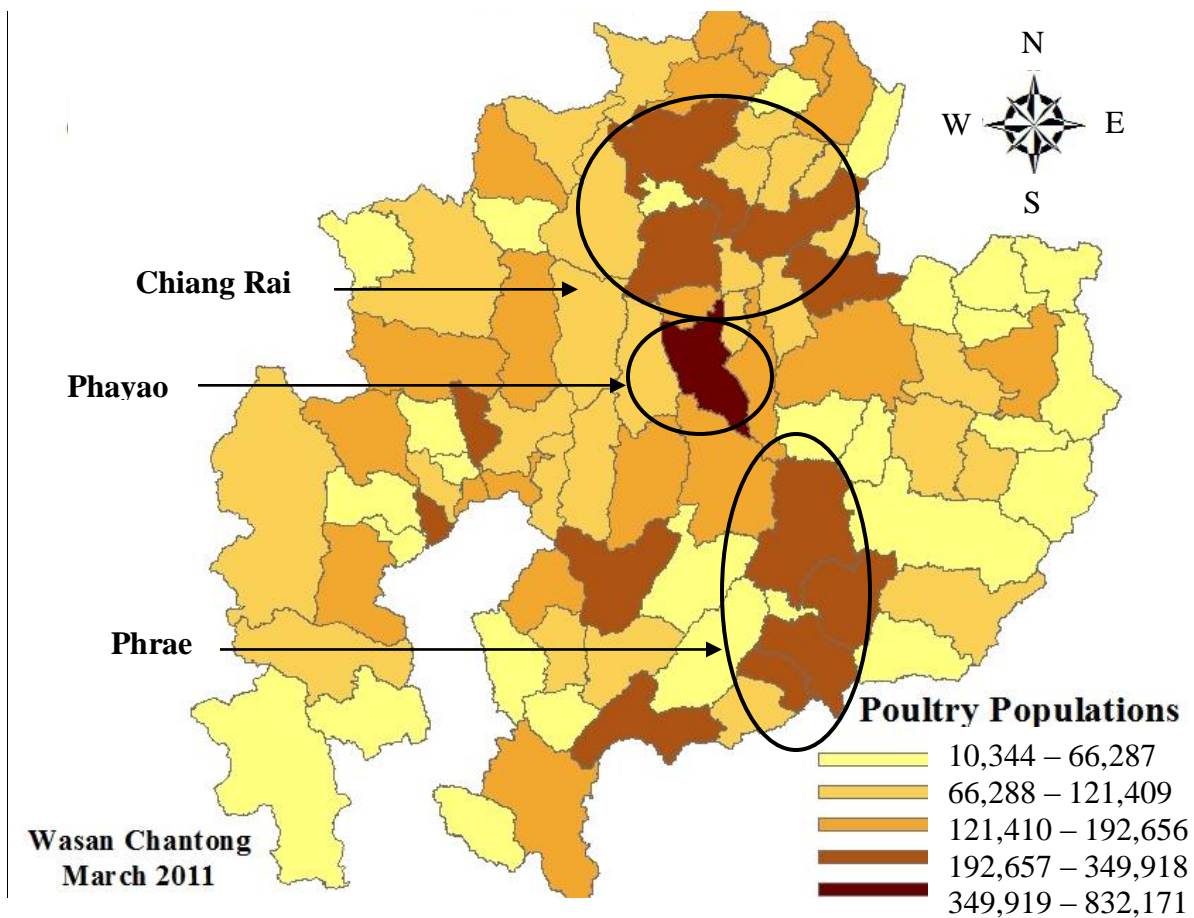 N
W E
S
Chiang Rai
Phayao
Phrae
Poultry Populations
10,344 – 66,287
66,288 – 121,409
121,410 – 192,656
192,657 – 349,918
349,919 – 832,171
Wasan Chantong
March 2011